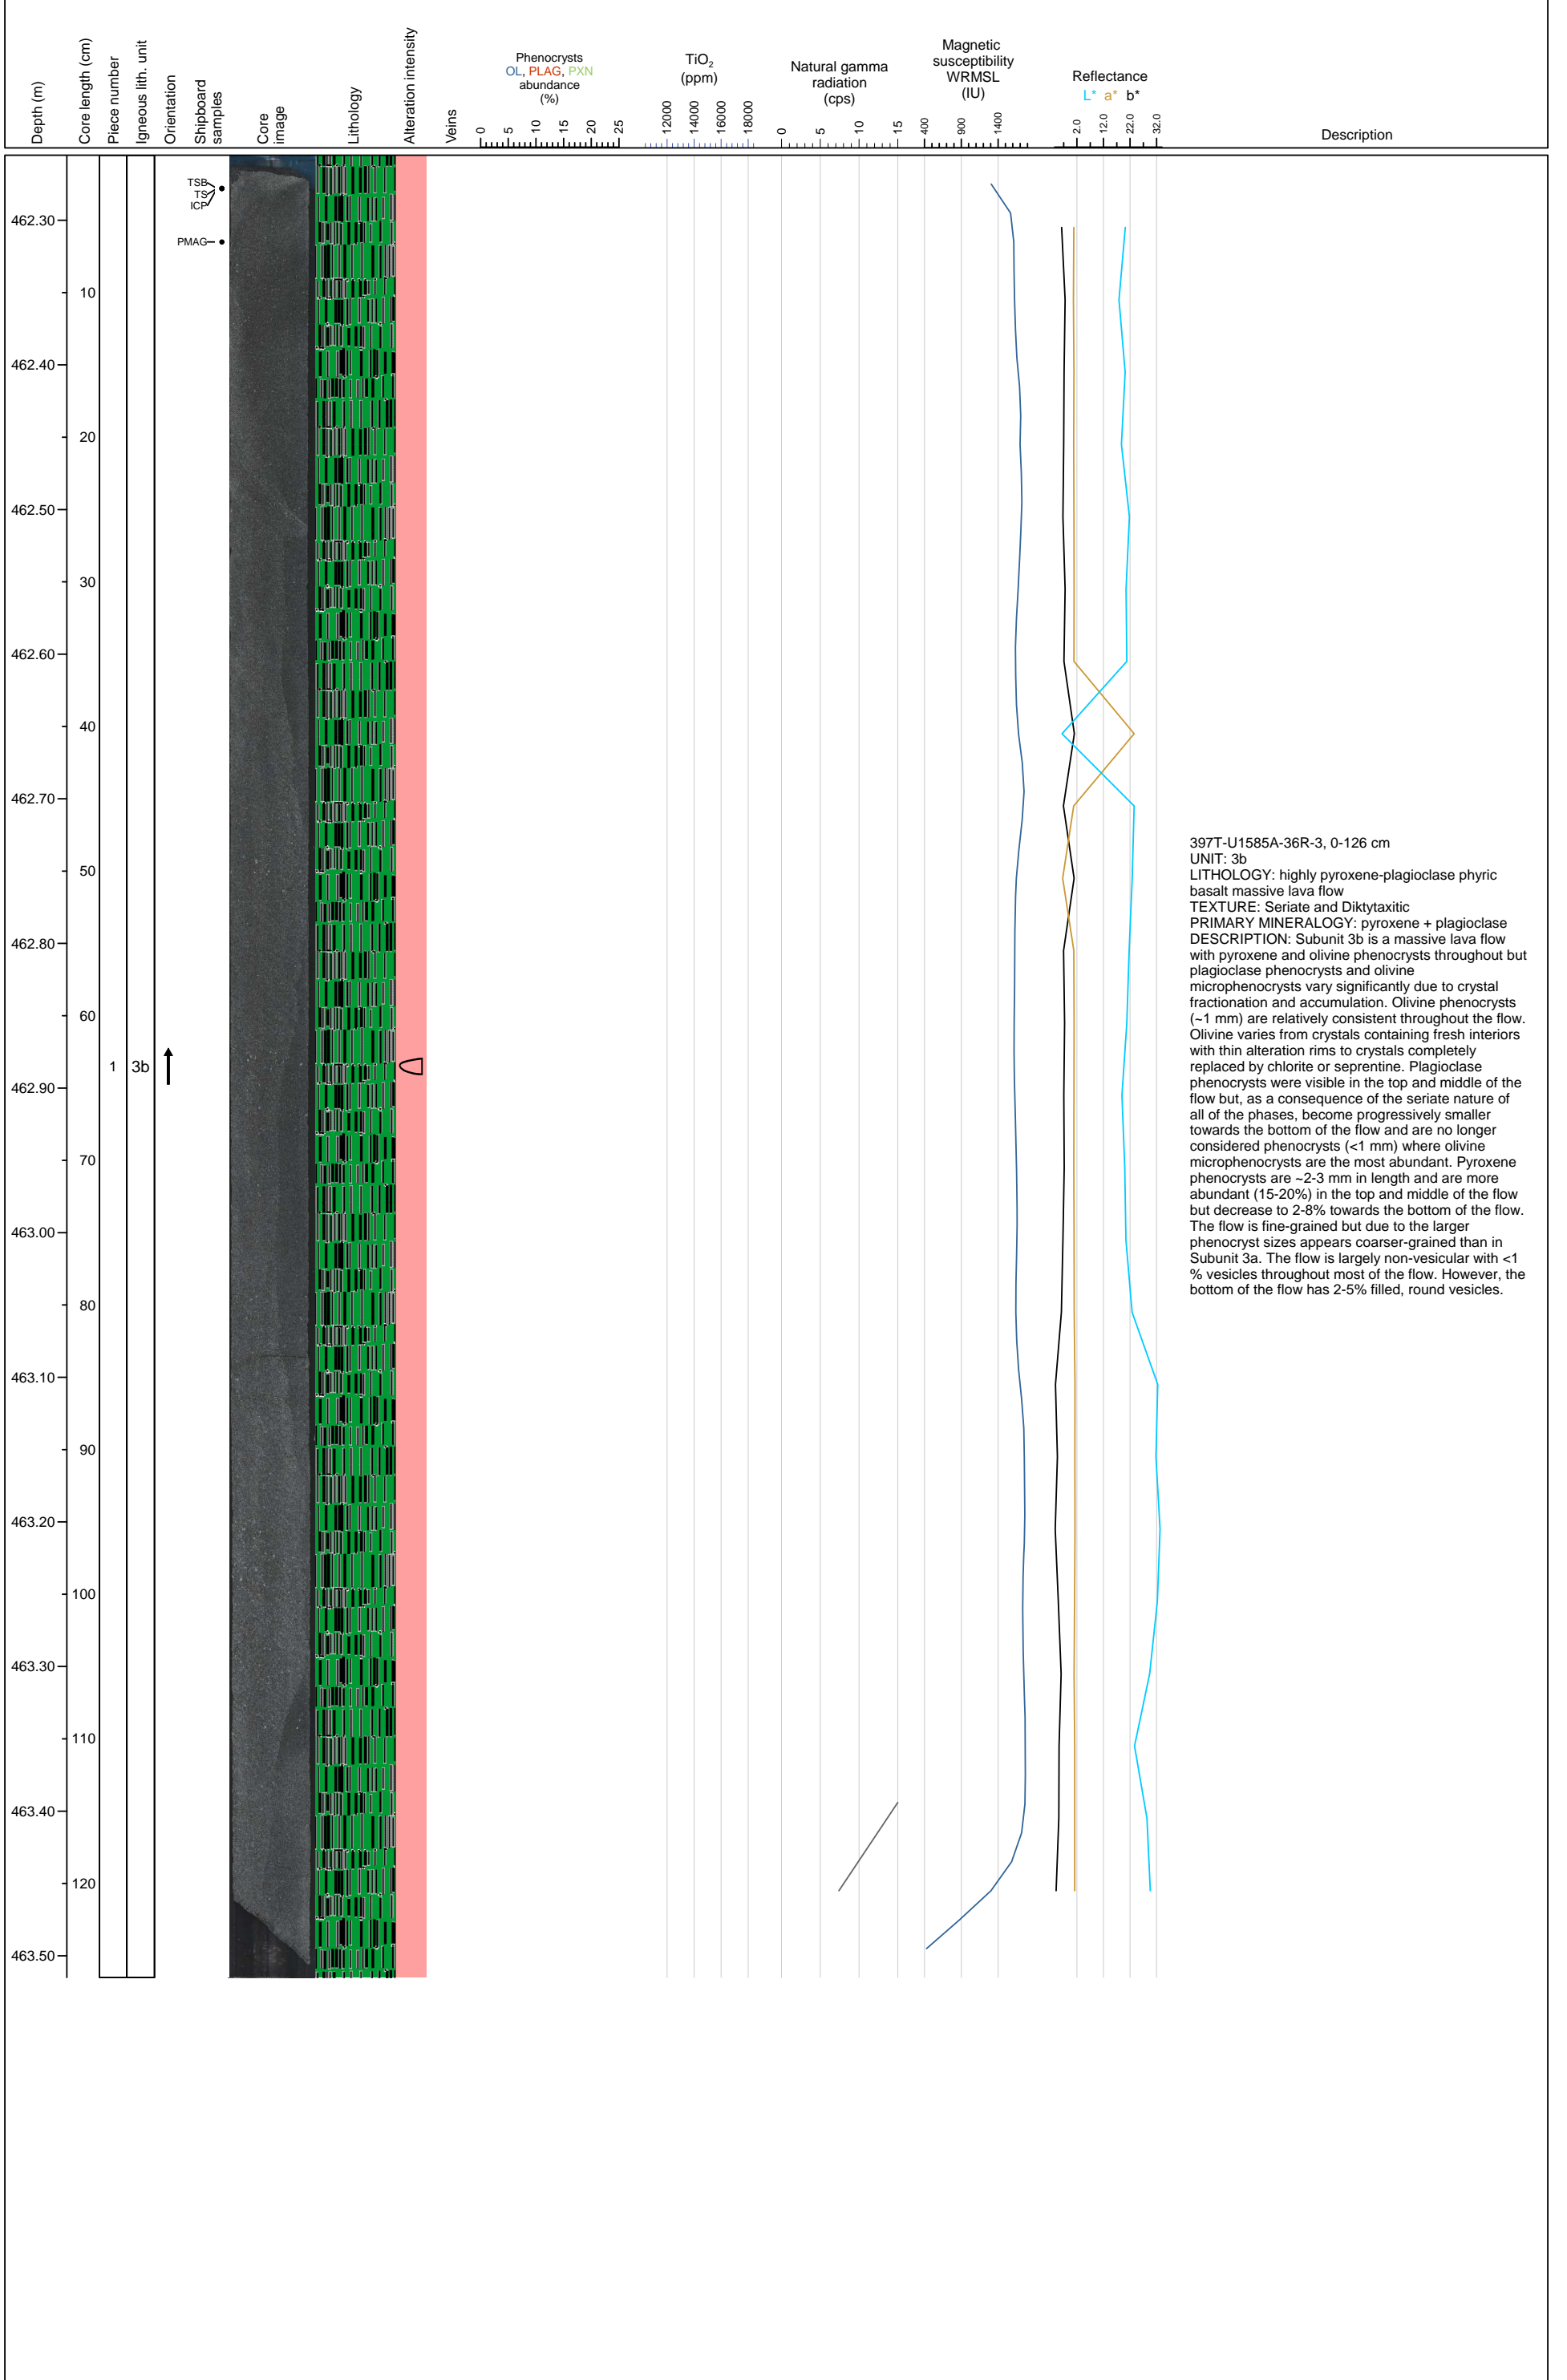 Depth (m)
Core length (cm)
Piece number
Igneous lith. unit
Orientation
Shipboard
samples
Core
image
Lithology
Alteration intensity
Veins
Phenocrysts
OL, PLAG, PXN
abundance
(%)
0 5 10 15 20 25
TiO2
(ppm)
12000 14000 16000 18000
Natural gamma
radiation
(cps)
0 5 10 15
Magnetic
susceptibility
WRMSL
(IU)
400 900 1400
Reflectance
L* a* b*
2.0 12.0 22.0 32.0
Description
TSB
TS
ICP
462.30
PMAG
10
462.40
20
462.50
30
462.60
40
462.70
50
462.80
60
1 3b
462.90
70
463.00
80
463.10
90
463.20
100
463.30
110
463.40
120
463.50
397T-U1585A-36R-3, 0-126 cm
UNIT: 3b
LITHOLOGY: highly pyroxene-plagioclase phyric
basalt massive lava flow
TEXTURE: Seriate and Diktytaxitic
PRIMARY MINERALOGY: pyroxene + plagioclase
DESCRIPTION: Subunit 3b is a massive lava flow
with pyroxene and olivine phenocrysts throughout but
plagioclase phenocrysts and olivine
microphenocrysts vary significantly due to crystal
fractionation and accumulation. Olivine phenocrysts
(~1 mm) are relatively consistent throughout the flow.
Olivine varies from crystals containing fresh interiors
with thin alteration rims to crystals completely
replaced by chlorite or seprentine. Plagioclase
phenocrysts were visible in the top and middle of the
flow but, as a consequence of the seriate nature of
all of the phases, become progressively smaller
towards the bottom of the flow and are no longer
considered phenocrysts (<1 mm) where olivine
microphenocrysts are the most abundant. Pyroxene
phenocrysts are ~2-3 mm in length and are more
abundant (15-20%) in the top and middle of the flow
but decrease to 2-8% towards the bottom of the flow.
The flow is fine-grained but due to the larger
phenocryst sizes appears coarser-grained than in
Subunit 3a. The flow is largely non-vesicular with <1
% vesicles throughout most of the flow. However, the
bottom of the flow has 2-5% filled, round vesicles.